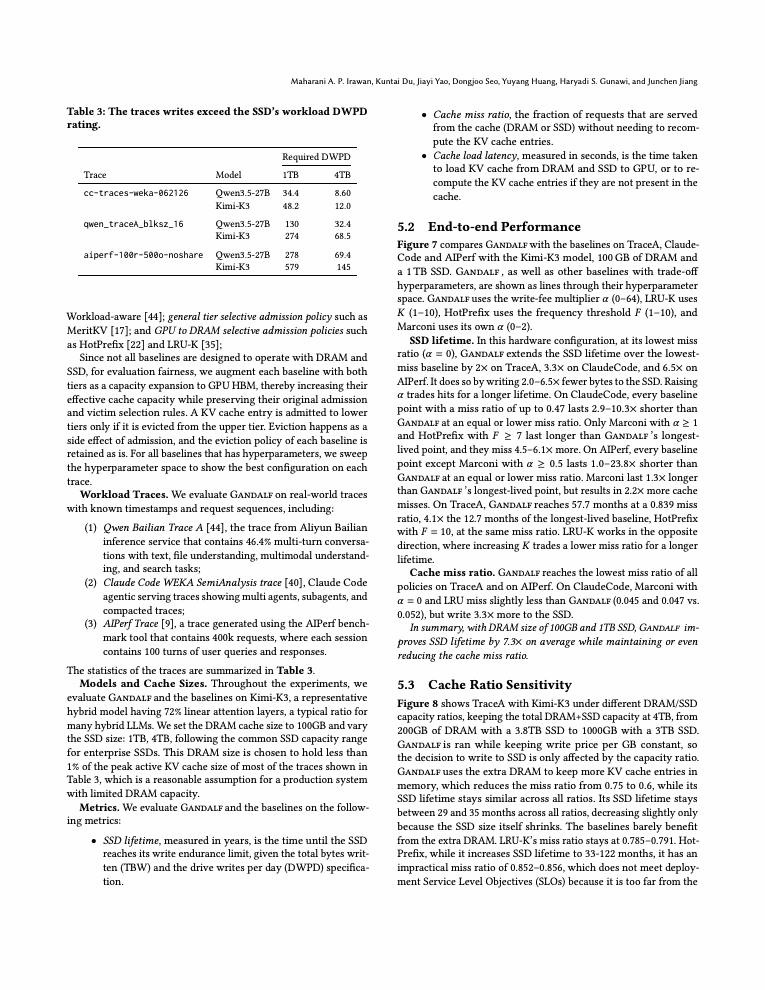 Maharani A. P. Irawan, Kuntai Du, Jiayi Yao, Dongjoo Seo, Yuyang Huang, Haryadi S. Gunawi, and Junchen Jiang
Table 3: The traces writes exceed the SSD's workload DWPD
rating.
Required DWPD
Trace Model 1TB 4TB
cc-traces-weka-062126 Qwen3.5-27B 34.4 8.60
Kimi-K3 48.2 12.0
qwen_traceA_blksz_16 Qwen3.5-27B 130 32.4
Kimi-K3 274 68.5
aiperf-100r-500o-noshare Qwen3.5-27B 278 69.4
Kimi-K3 579 145
Workload-aware [44]; general tier selective admission policy such as
MeritKV [17]; and GPU to DRAM selective admission policies such
as HotPrefix [22] and LRU-K [35];
Since not all baselines are designed to operate with DRAM and
SSD, for evaluation fairness, we augment each baseline with both
tiers as a capacity expansion to GPU HBM, thereby increasing their
effective cache capacity while preserving their original admission
and victim selection rules. A KV cache entry is admitted to lower
tiers only if it is evicted from the upper tier. Eviction happens as a
side effect of admission, and the eviction policy of each baseline is
retained as is. For all baselines that has hyperparameters, we sweep
the hyperparameter space to show the best configuration on each
trace.
Workload Traces. We evaluate Gandalf on real-world traces
with known timestamps and request sequences, including:
(1) Qwen Bailian Trace A [44], the trace from Aliyun Bailian
inference service that contains 46.4% multi-turn conversa-
tions with text, file understanding, multimodal understand-
ing, and search tasks;
(2) Claude Code WEKA SemiAnalysis trace [40], Claude Code
agentic serving traces showing multi agents, subagents, and
compacted traces;
(3) AIPerf Trace [9], a trace generated using the AIPerf bench-
mark tool that contains 400k requests, where each session
contains 100 turns of user queries and responses.
The statistics of the traces are summarized in Table 3.
Models and Cache Sizes. Throughout the experiments, we
evaluate Gandalf and the baselines on Kimi-K3, a representative
hybrid model having 72% linear attention layers, a typical ratio for
many hybrid LLMs. We set the DRAM cache size to 100GB and vary
the SSD size: 1TB, 4TB, following the common SSD capacity range
for enterprise SSDs. This DRAM size is chosen to hold less than
1% of the peak active KV cache size of most of the traces shown in
Table 3, which is a reasonable assumption for a production system
with limited DRAM capacity.
Metrics. We evaluate Gandalf and the baselines on the follow-
ing metrics:
• SSD lifetime, measured in years, is the time until the SSD
reaches its write endurance limit, given the total bytes writ-
ten (TBW) and the drive writes per day (DWPD) specifica-
tion.
• Cache miss ratio, the fraction of requests that are served
from the cache (DRAM or SSD) without needing to recom-
pute the KV cache entries.
• Cache load latency, measured in seconds, is the time taken
to load KV cache from DRAM and SSD to GPU, or to re-
compute the KV cache entries if they are not present in the
cache.
5.2 End-to-end Performance
Figure 7 compares Gandalf with the baselines on TraceA, Claude-
Code and AIPerf with the Kimi-K3 model, 100 GB of DRAM and
a 1 TB SSD. Gandalf , as well as other baselines with trade-off
hyperparameters, are shown as lines through their hyperparameter
space. Gandalf uses the write-fee multiplier α (0–64), LRU-K uses
K (1–10), HotPrefix uses the frequency threshold F (1–10), and
Marconi uses its own α (0–2).
SSD lifetime. In this hardware configuration, at its lowest miss
ratio (α = 0), Gandalf extends the SSD lifetime over the lowest-
miss baseline by 2× on TraceA, 3.3× on ClaudeCode, and 6.5× on
AIPerf. It does so by writing 2.0–6.5× fewer bytes to the SSD. Raising
α trades hits for a longer lifetime. On ClaudeCode, every baseline
point with a miss ratio of up to 0.47 lasts 2.9–10.3× shorter than
Gandalf at an equal or lower miss ratio. Only Marconi with α ≥ 1
and HotPrefix with F ≥ 7 last longer than Gandalf 's longest-
lived point, and they miss 4.5–6.1× more. On AIPerf, every baseline
point except Marconi with α ≥ 0.5 lasts 1.0–23.8× shorter than
Gandalf at an equal or lower miss ratio. Marconi last 1.3× longer
than Gandalf 's longest-lived point, but results in 2.2× more cache
misses. On TraceA, Gandalf reaches 57.7 months at a 0.839 miss
ratio, 4.1× the 12.7 months of the longest-lived baseline, HotPrefix
with F = 10, at the same miss ratio. LRU-K works in the opposite
direction, where increasing K trades a lower miss ratio for a longer
lifetime.
Cache miss ratio. Gandalf reaches the lowest miss ratio of all
policies on TraceA and on AIPerf. On ClaudeCode, Marconi with
α = 0 and LRU miss slightly less than Gandalf (0.045 and 0.047 vs.
0.052), but write 3.3× more to the SSD.
In summary, with DRAM size of 100GB and 1TB SSD, Gandalf im-
proves SSD lifetime by 7.3× on average while maintaining or even
reducing the cache miss ratio.
5.3 Cache Ratio Sensitivity
Figure 8 shows TraceA with Kimi-K3 under different DRAM/SSD
capacity ratios, keeping the total DRAM+SSD capacity at 4TB, from
200GB of DRAM with a 3.8TB SSD to 1000GB with a 3TB SSD.
Gandalf is ran while keeping write price per GB constant, so
the decision to write to SSD is only affected by the capacity ratio.
Gandalf uses the extra DRAM to keep more KV cache entries in
memory, which reduces the miss ratio from 0.75 to 0.6, while its
SSD lifetime stays similar across all ratios. Its SSD lifetime stays
between 29 and 35 months across all ratios, decreasing slightly only
because the SSD size itself shrinks. The baselines barely benefit
from the extra DRAM. LRU-K's miss ratio stays at 0.785–0.791. Hot-
Prefix, while it increases SSD lifetime to 33-122 months, it has an
impractical miss ratio of 0.852–0.856, which does not meet deploy-
ment Service Level Objectives (SLOs) because it is too far from the